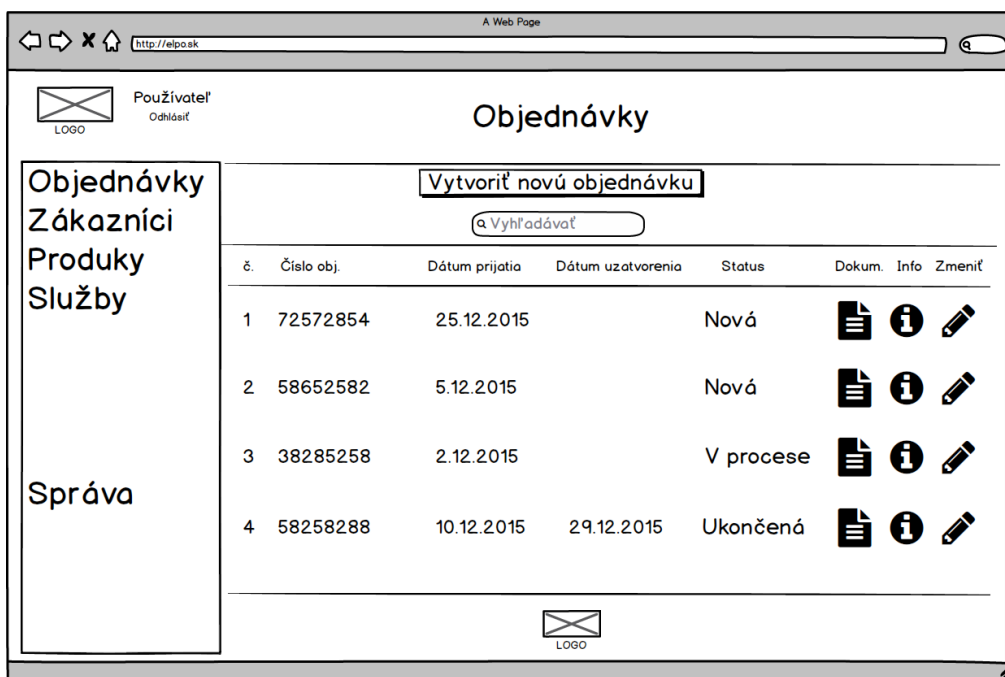 A Web Page
http://elpo.sk
Používateľ
Odhlásiť
LOGO
Objednávky
Objednávky
Zákazníci
Produky
Služby
Správa
Vytvoriť novú objednávku
Vyhľadávať
č. Číslo obj. Dátum prijatia Dátum uzatvorenia Status Dokum. Info Zmeniť
1 72572854 25.12.2015 Nová
2 58652582 5.12.2015 Nová
3 38285258 2.12.2015 V procese
4 58258288 10.12.2015 29.12.2015 Ukončená
LOGO